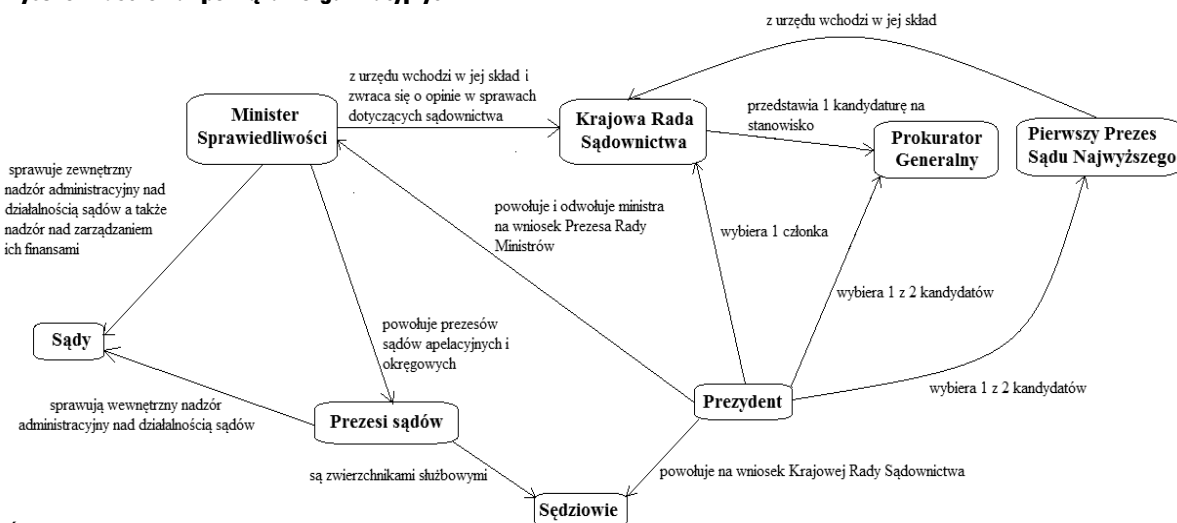 z urzędu wchodzi w jej skład
z urzędu wchodzi w jej skład i
zwraca się o opinie w sprawach
dotyczących sądownictwa
Minister
Sprawiedliwości
Krajowa Rada
Sądownictwa
przedstawia 1 kandydaturę na
stanowisko
Prokurator
Generalny
Pierwszy Prezes
Sądu Najwyższego
sprawuje zewnętrzny
nadzór administracyjny nad
działalnością sądów a także
nadzór nad zarządzaniem
ich finansami
powołuje i odwołuje ministra
na wniosek Prezesa Rady
Ministrów
wybiera 1 członka
wybiera 1 z 2 kandydatów
Sądy
powołuje prezesów
sądów apelacyjnych i
okręgowych
wybiera 1 z 2 kandydatów
sprawują wewnętrzny nadzór
administracyjny nad działalnością sądów
Prezesi sądów
Prezydent
są zwierzchnikami służbowymi
powołuje na wniosek Krajowej Rady Sądownictwa
Sędziowie